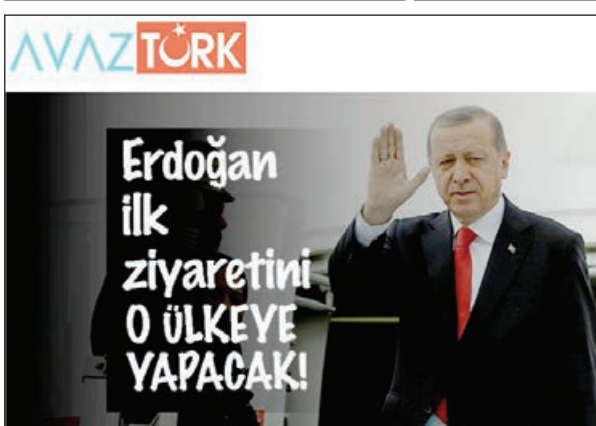 AVAZTÜRK
Erdoğan
ilk
ziyaretini
O ÜLKEYE
YAPACAK!